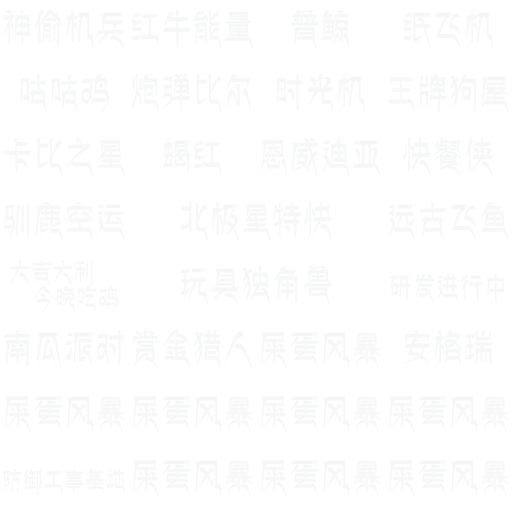 神偷机兵 红牛能量 普鲸 纸飞机
咕咕鸡 炮弹比尔 时光机 王牌狗屋
卡比之星 蝎红 恩威迪亚 快餐侠
驯鹿空运 北极星特快 远古飞鱼
大吉大利
今晚吃鸡 玩具独角兽 研发进行中
南瓜派对 赏金猎人 屎蛋风暴 安格瑞
屎蛋风暴 屎蛋风暴 屎蛋风暴 屎蛋风暴
防御工事基地 屎蛋风暴 屎蛋风暴 屎蛋风暴